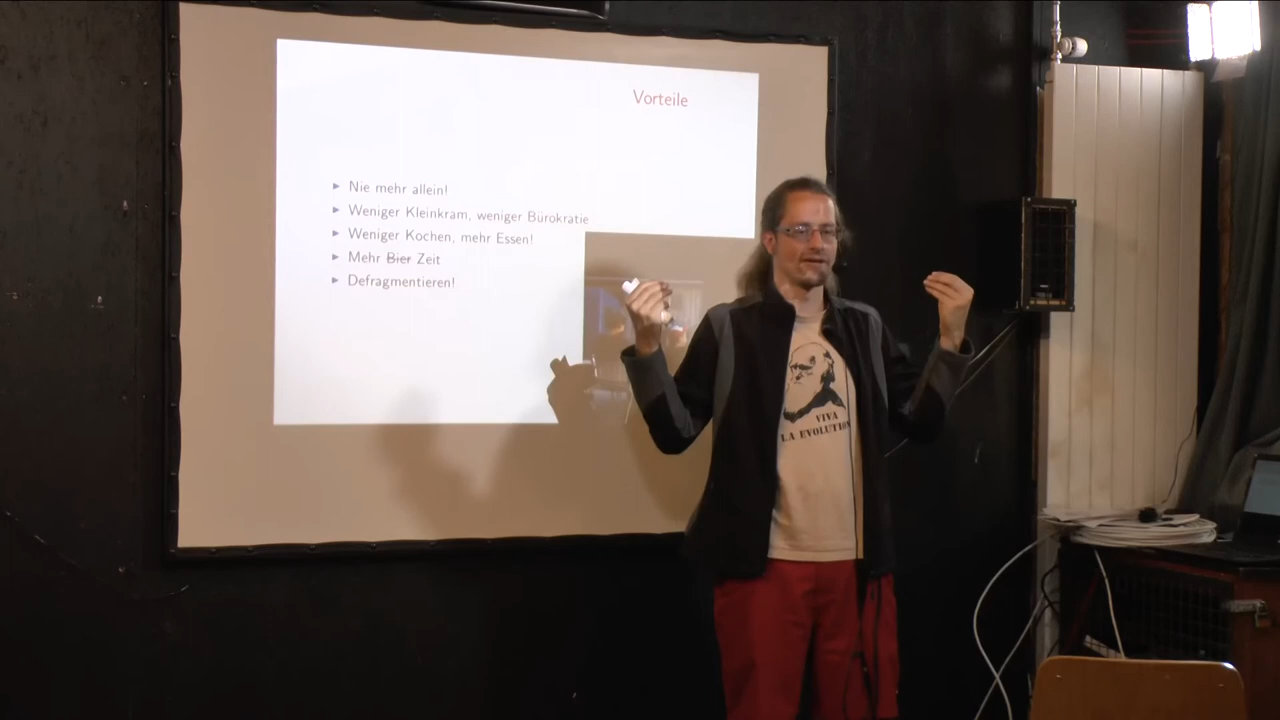 Vorteile
▶ Nie mehr allein!
▶ Weniger Kleinkram, weniger Bürokratie
▶ Weniger Kochen, mehr Essen!
▶ Mehr Bier Zeit
▶ Defragmentieren!
VIVA
LA EVOLUTION